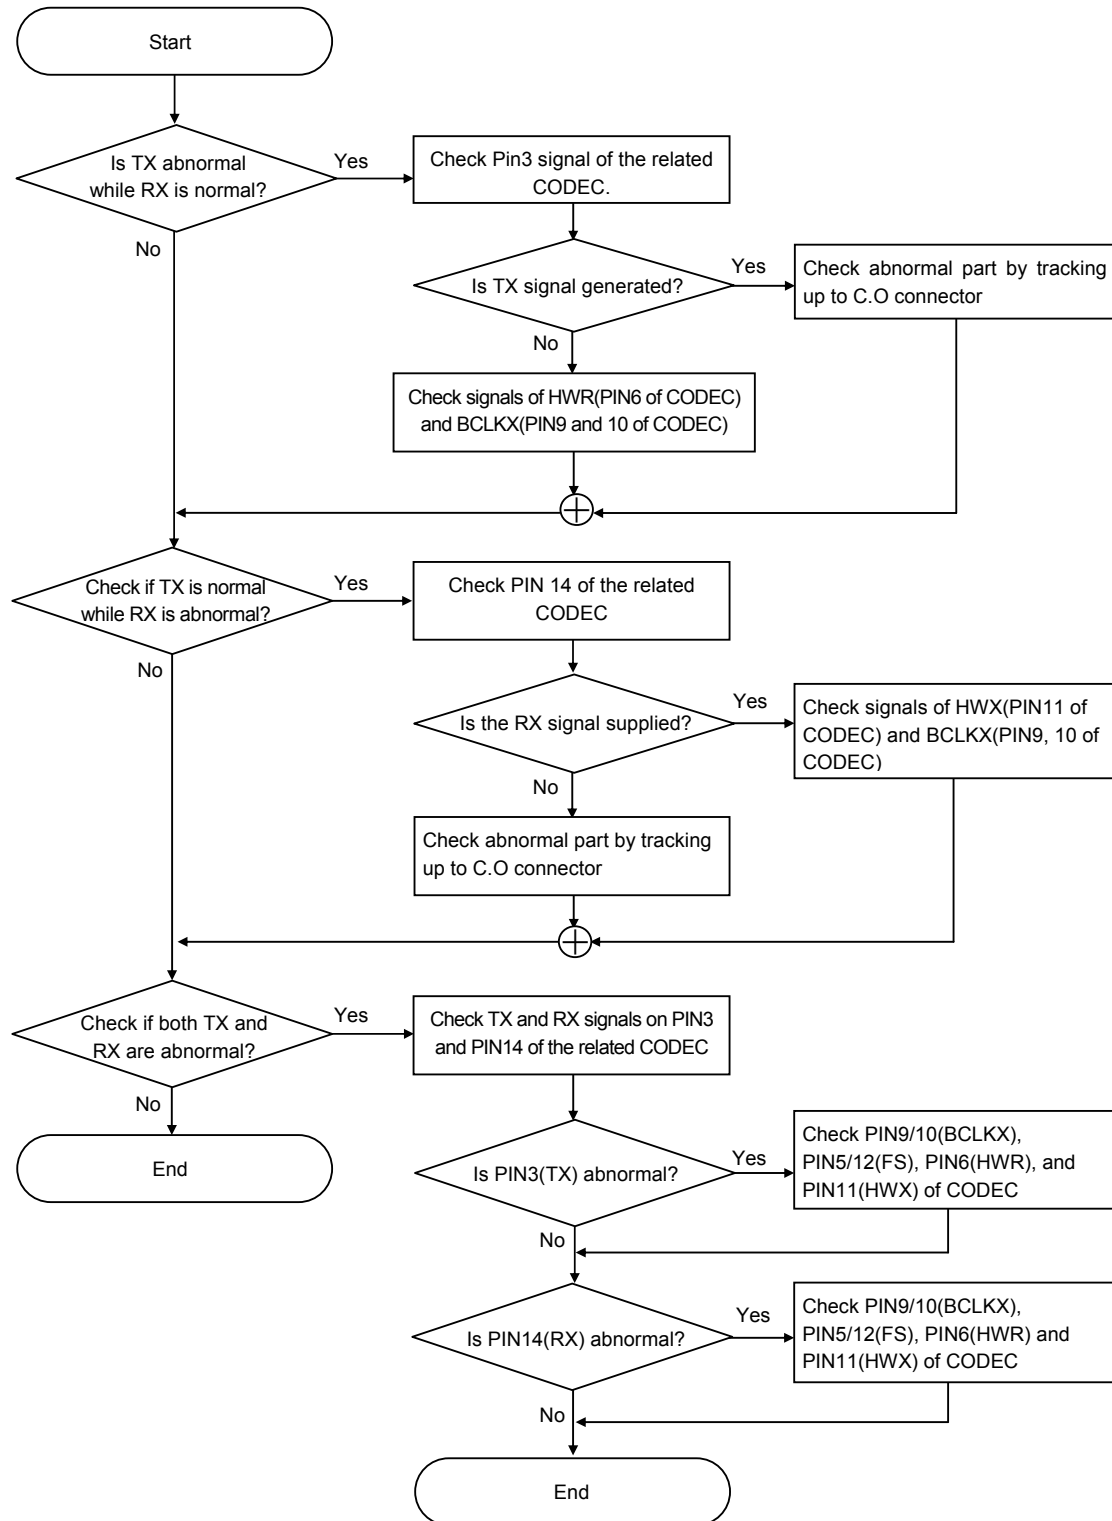 Start
Is TX abnormal
while RX is normal?
Yes
Check Pin3 signal of the related
CODEC.
No
Is TX signal generated?
Yes
Check abnormal part by tracking
up to C.O connector
No
Check signals of HWR(PIN6 of CODEC)
and BCLKX(PIN9 and 10 of CODEC)
Check if TX is normal
while RX is abnormal?
Yes
Check PIN 14 of the related
CODEC
No
Is the RX signal supplied?
Yes
Check signals of HWX(PIN11 of
CODEC) and BCLKX(PIN9, 10 of
CODEC)
No
Check abnormal part by tracking
up to C.O connector
Check if both TX and
RX are abnormal?
Yes
Check TX and RX signals on PIN3
and PIN14 of the related CODEC
No
End
Is PIN3(TX) abnormal?
Yes
Check PIN9/10(BCLKX),
PIN5/12(FS), PIN6(HWR), and
PIN11(HWX) of CODEC
No
Is PIN14(RX) abnormal?
Yes
Check PIN9/10(BCLKX),
PIN5/12(FS), PIN6(HWR) and
PIN11(HWX) of CODEC
No
End